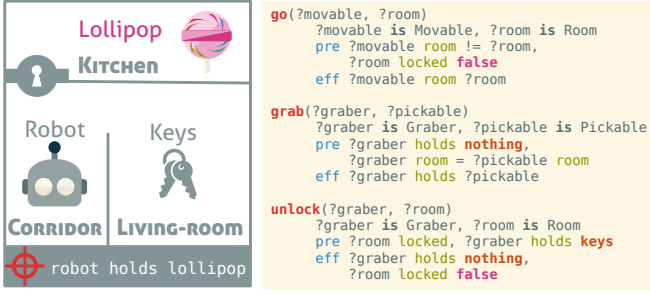 Lollipop
KITCHEN
Robot
Keys
CORRIDOR
LIVING-ROOM
robot holds lollipop
go(?movable, ?room)
?movable is Movable, ?room is Room
pre ?movable room != ?room,
?room locked false
eff ?movable room ?room
grab(?graber, ?pickable)
?graber is Graber, ?pickable is Pickable
pre ?graber holds nothing,
?graber room = ?pickable room
eff ?graber holds ?pickable
unlock(?graber, ?room)
?graber is Graber, ?room is Room
pre ?room locked, ?graber holds keys
eff ?graber holds nothing,
?room locked false